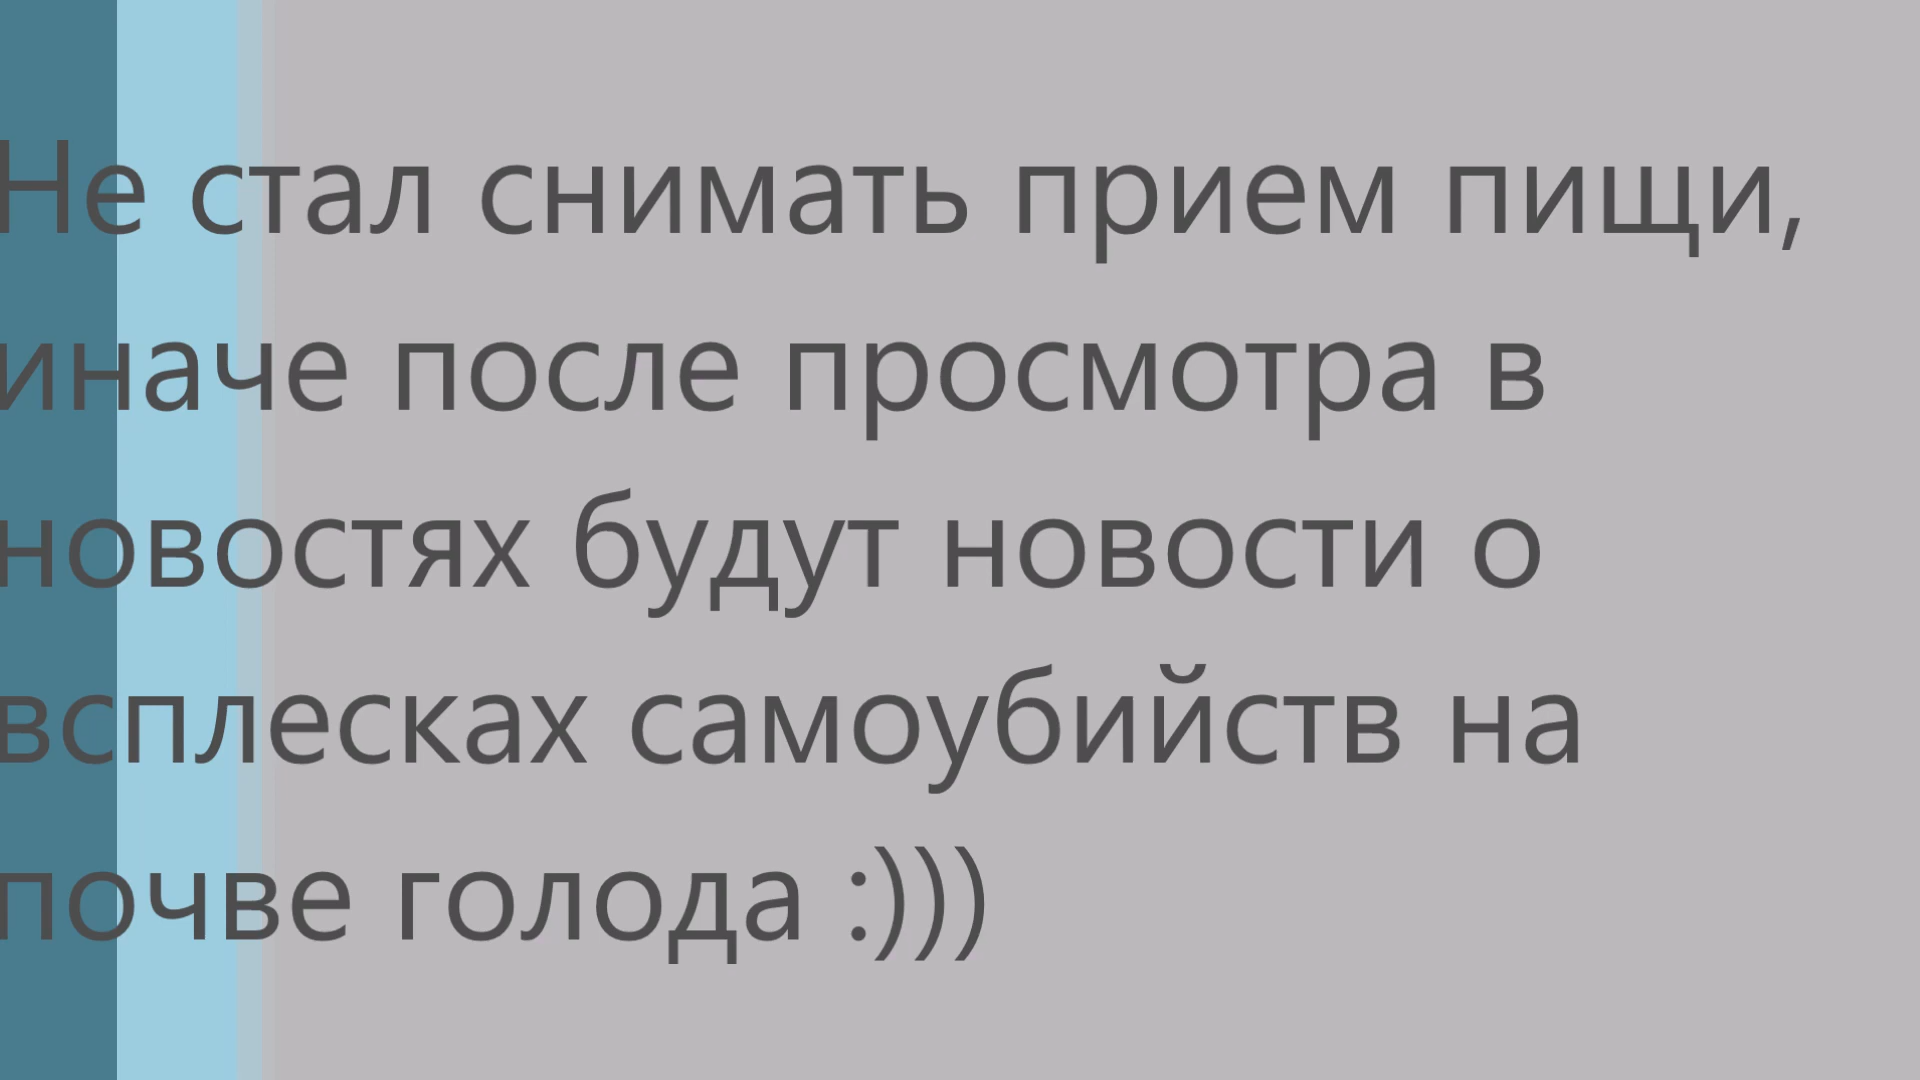 Не стал снимать прием пищи,
иначе после просмотра в
новостях будут новости о
всплесках самоубийств на
почве голода :)))